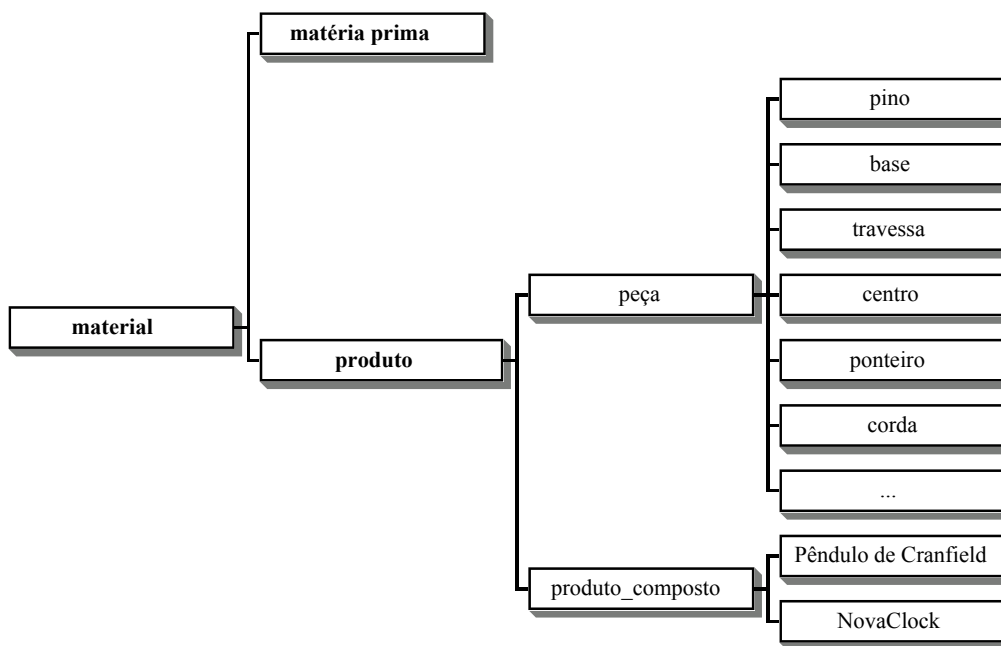 matéria prima
pino
base
travessa
peça
centro
material
produto
ponteiro
corda
...
Pêndulo de Cranfield
produto_composto
NovaClock